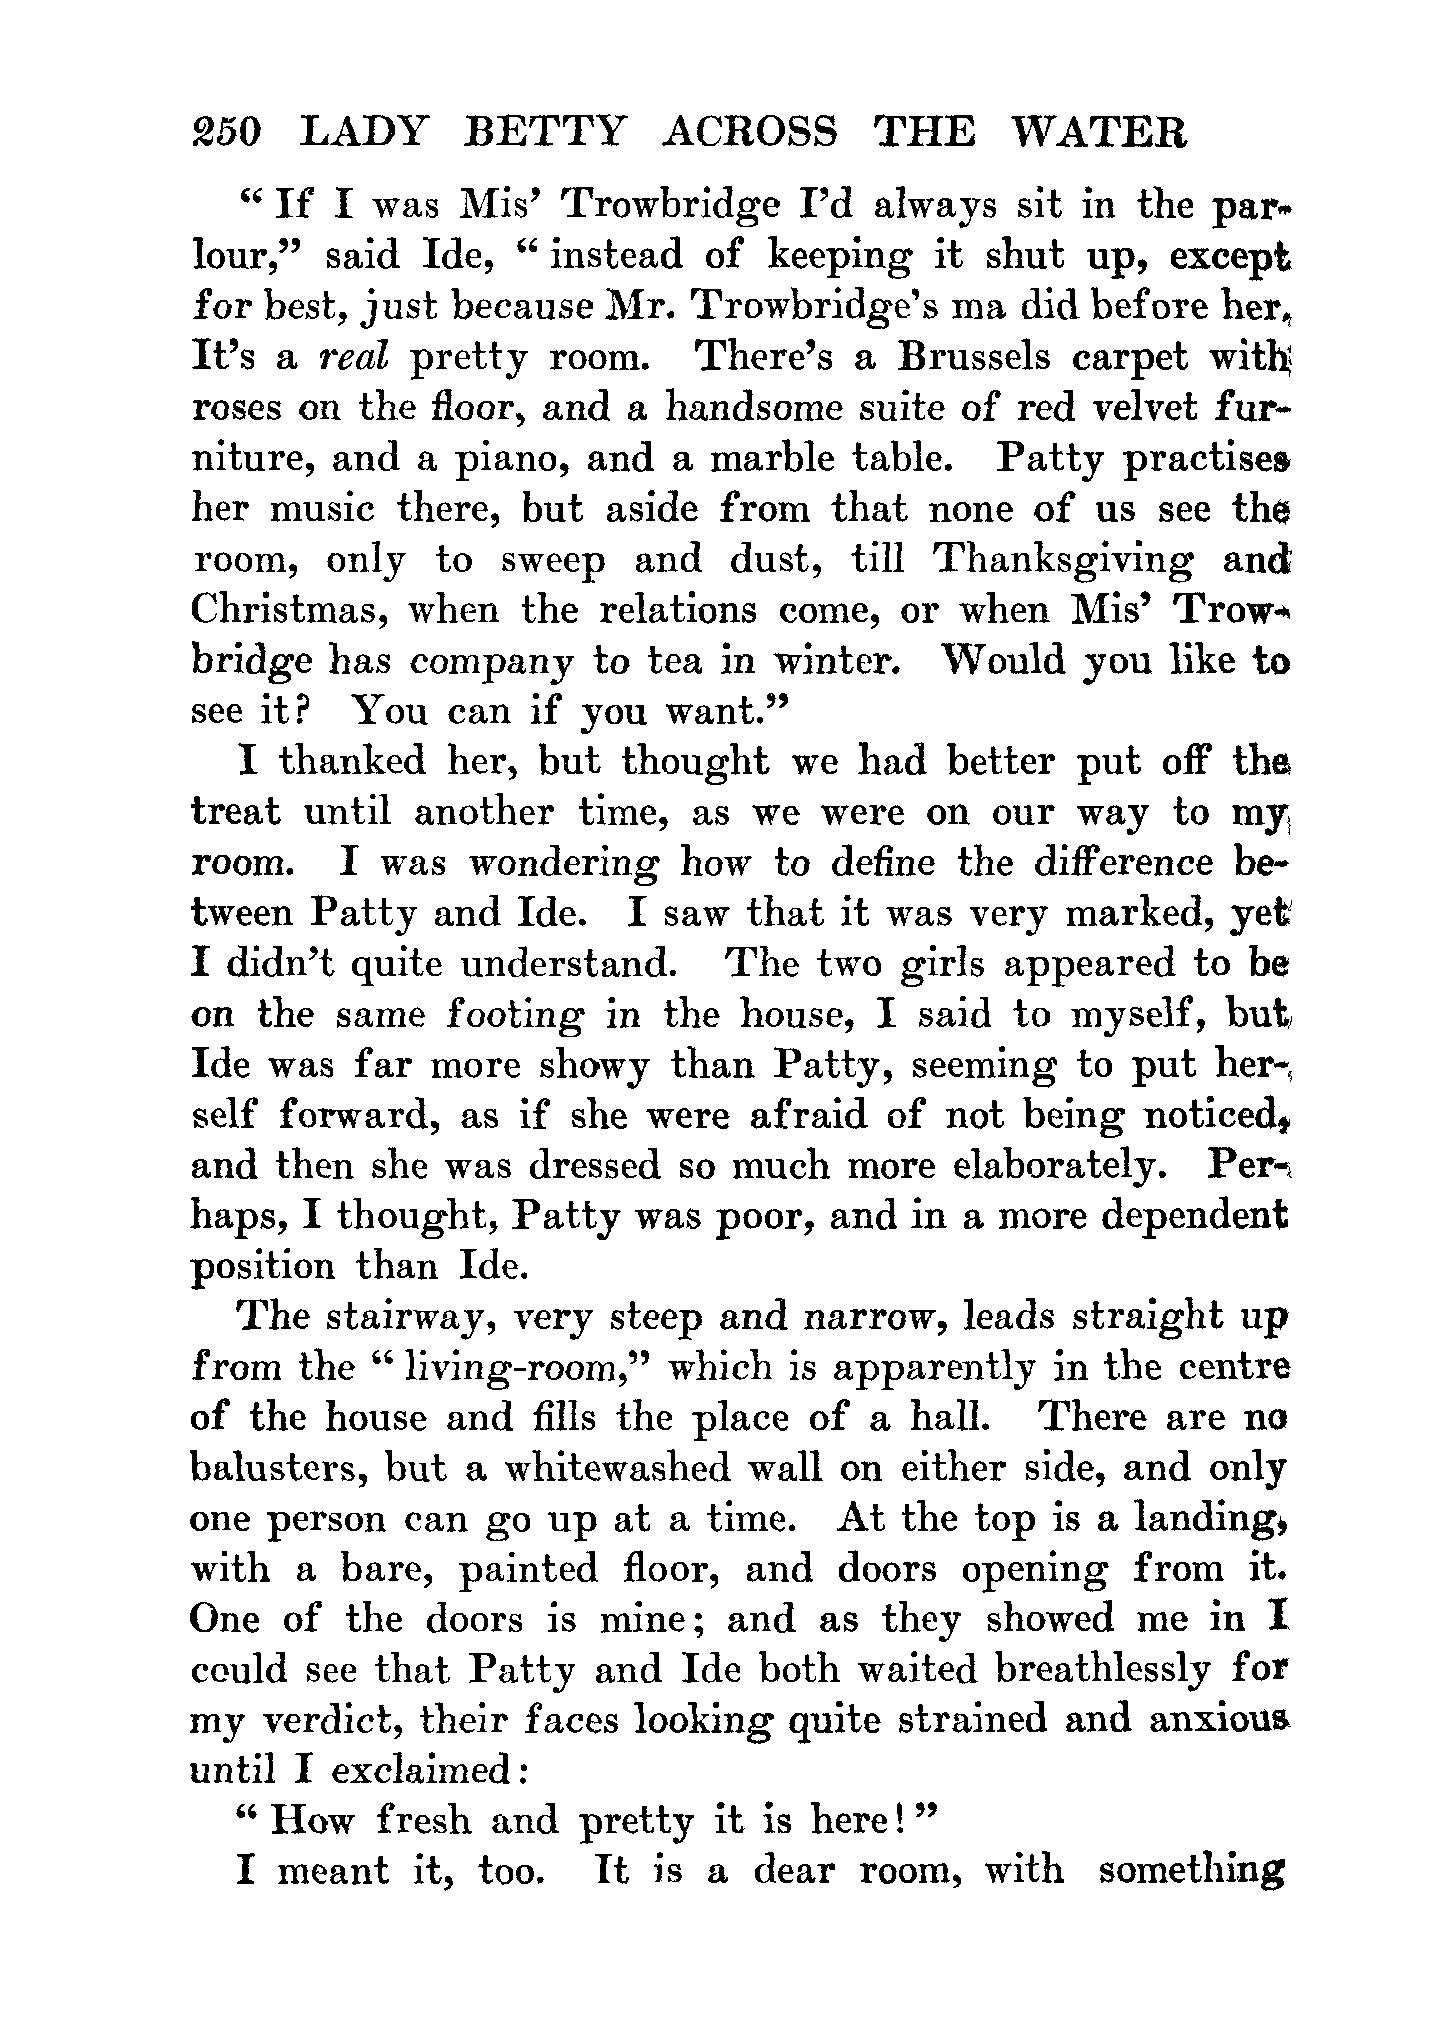 250 LADY BETTY ACROSS THE WATER
“If I was Mis’ Trowbridge I’d always sit in the par-
lour,” said Ide, “instead of keeping it shut up, except
for best, just because Mr. Trowbridge’s ma did before her,
It’s a real pretty room. There’s a Brussels carpet with
roses on the floor, and a handsome suite of red velvet fur-
niture, and a piano, and a marble table. Patty practises
her music there, but aside from that none of us see the
room, only to sweep and dust, till Thanksgiving and
Christmas, when the relations come, or when Mis’ Trow-
bridge has company to tea in winter. Would you like to
see it? You can if you want.”
I thanked her, but thought we had better put off the
treat until another time, as we were on our way to my
room. I was wondering how to define the difference be-
tween Patty and Ide. I saw that it was very marked, yet
I didn’t quite understand. The two girls appeared to be
on the same footing in the house, I said to myself, but
Ide was far more showy than Patty, seeming to put her-
self forward, as if she were afraid of not being noticed,
and then she was dressed so much more elaborately. Per-
haps, I thought, Patty was poor, and in a more dependent
position than Ide.
The stairway, very steep and narrow, leads straight up
from the “living-room,” which is apparently in the centre
of the house and fills the place of a hall. There are no
balusters, but a whitewashed wall on either side, and only
one person can go up at a time. At the top is a landing,
with a bare, painted floor, and doors opening from it.
One of the doors is mine; and as they showed me in I
could see that Patty and Ide both waited breathlessly for
my verdict, their faces looking quite strained and anxious
until I exclaimed:
“How fresh and pretty it is here!”
I meant it, too. It is a dear room, with something